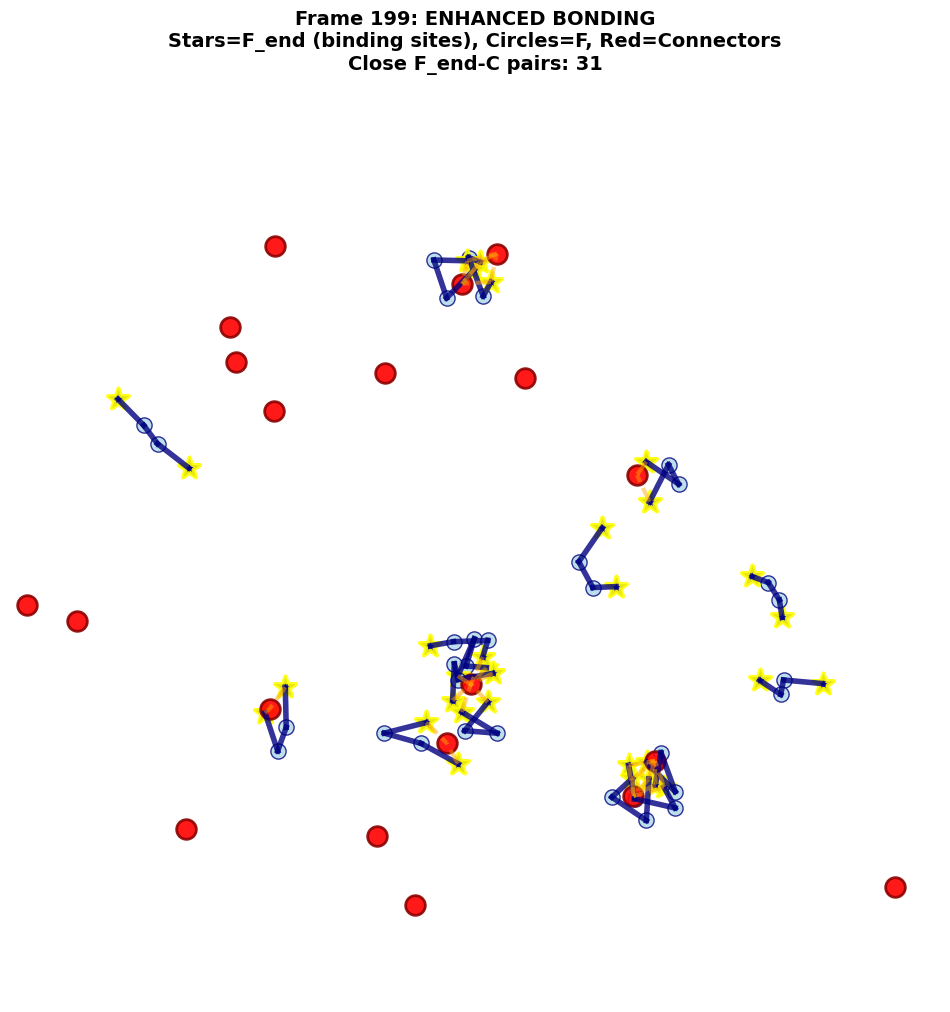 Frame 199: ENHANCED BONDING
Stars=F_end (binding sites), Circles=F, Red=Connectors
Close F_end-C pairs: 31